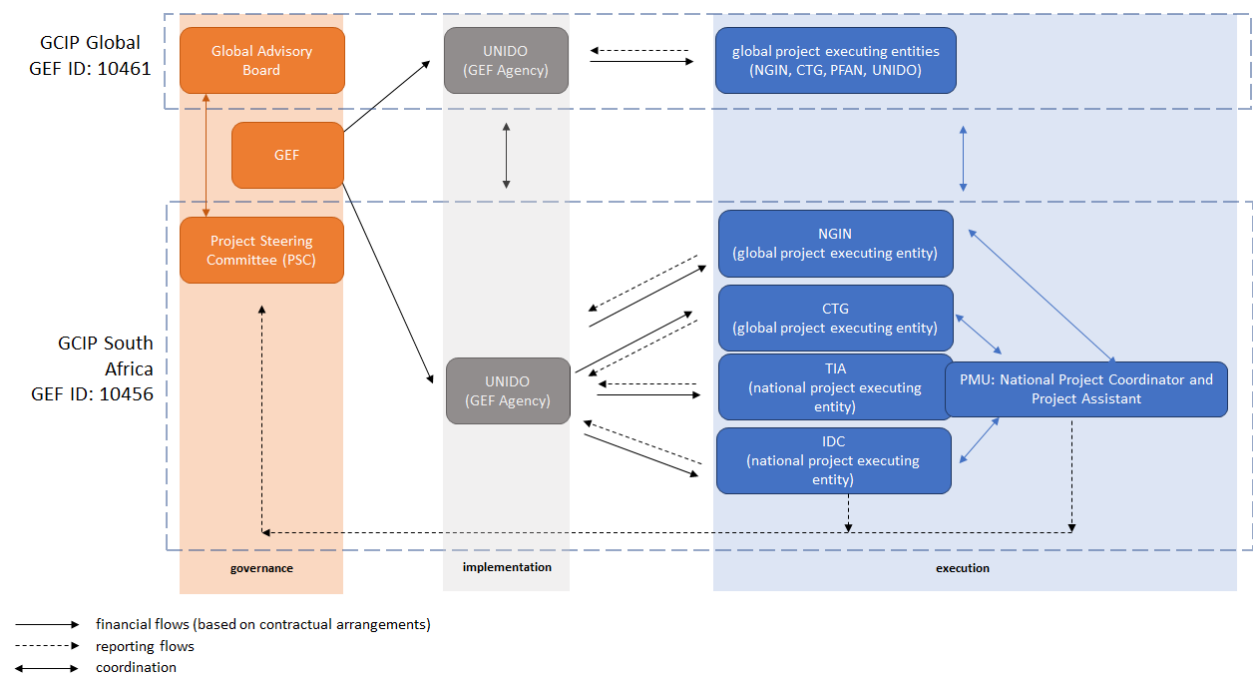 GCIP Global
GEF ID: 10461
Global Advisory
Board
UNIDO
(GEF Agency)
global project executing entities
(NGIN, CTG, PFAN, UNIDO)
GEF
Project Steering
Committee (PSC)
NGIN
(global project executing entity)
CTG
(global project executing entity)
GCIP South
Africa
GEF ID: 10456
UNIDO
(GEF Agency)
TIA
(national project executing
entity)
PMU: National Project Coordinator and
Project Assistant
IDC
(national project executing
entity)
governance
implementation
execution
financial flows (based on contractual arrangements)
reporting flows
coordination